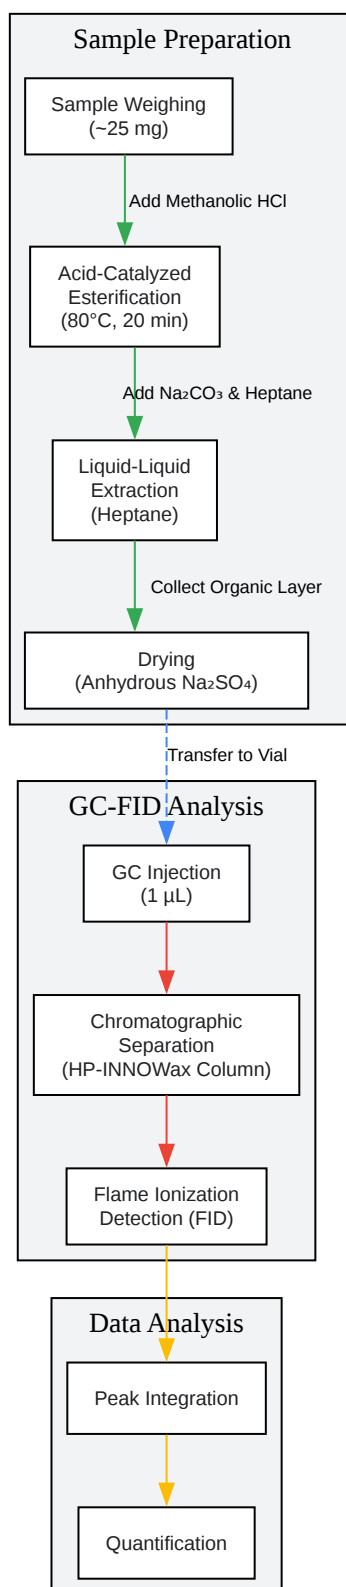 Sample Preparation
Sample Weighing
(~25 mg)
Add Methanolic HCl
Acid-Catalyzed
Esterification
(80°C, 20 min)
Add Na₂CO₃ & Heptane
Liquid-Liquid
Extraction
(Heptane)
Collect Organic Layer
Drying
(Anhydrous Na₂SO₄)
Transfer to Vial
GC-FID Analysis
GC Injection
(1 µL)
Chromatographic
Separation
(HP-INNOWax Column)
Flame Ionization
Detection (FID)
Data Analysis
Peak Integration
Quantification